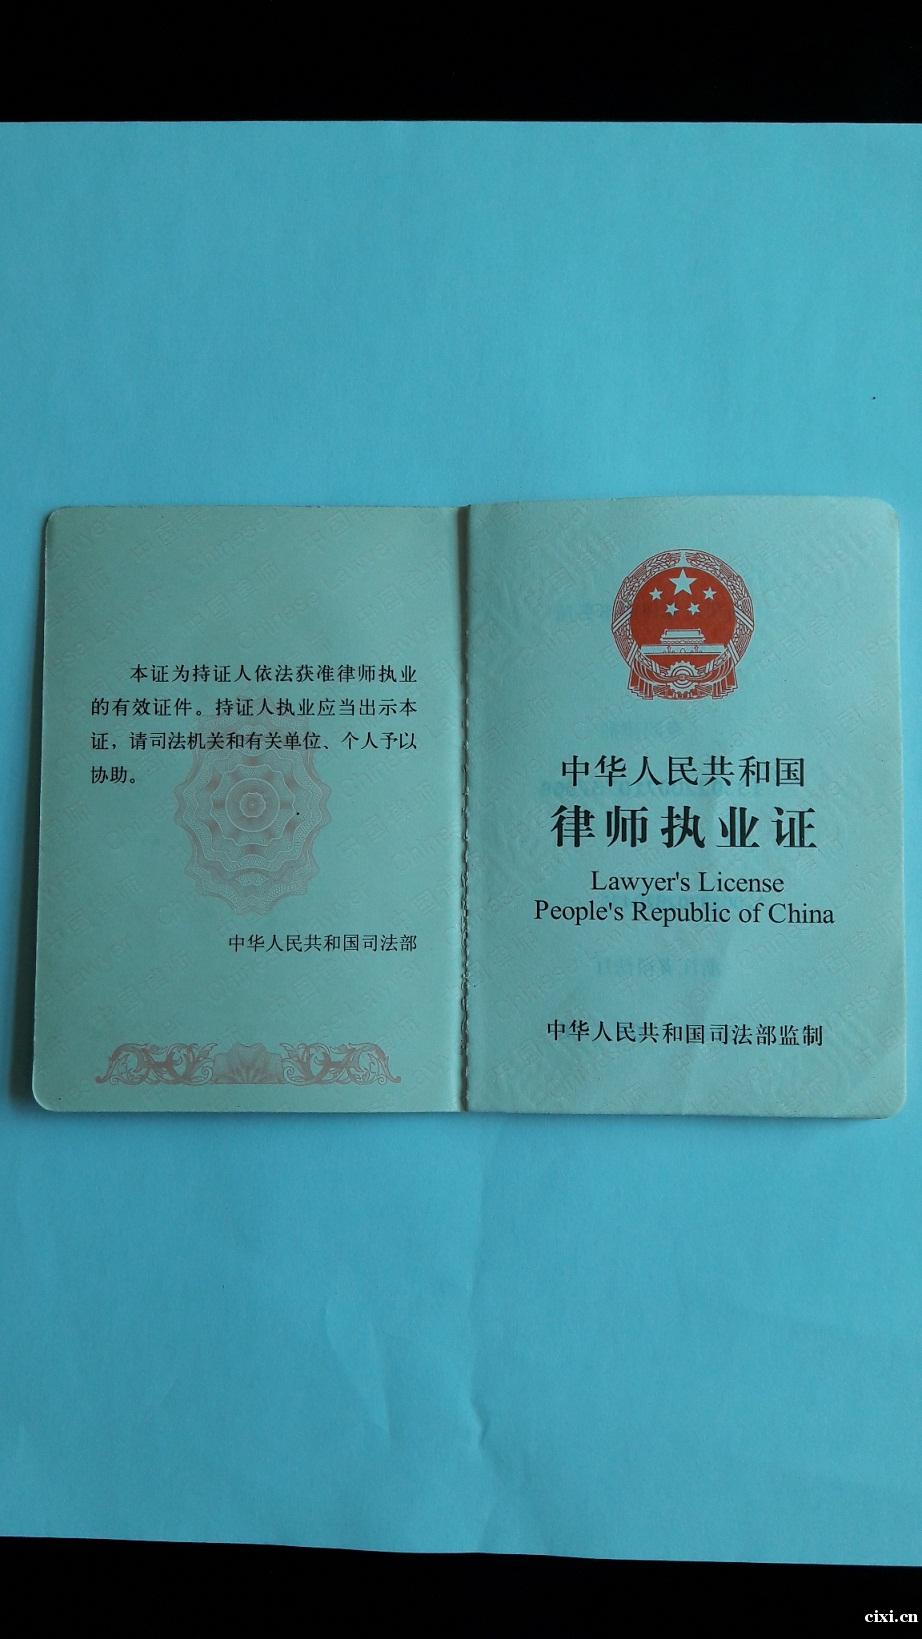 本证为持证人依法获准律师执业
的有效证件。持证人执业应当出示本
证，请司法机关和有关单位、个人予以
协助。
中华人民共和国司法部
中华人民共和国
律师执业证
Lawyer's License
People's Republic of China
中华人民共和国司法部监制
cixi.cn